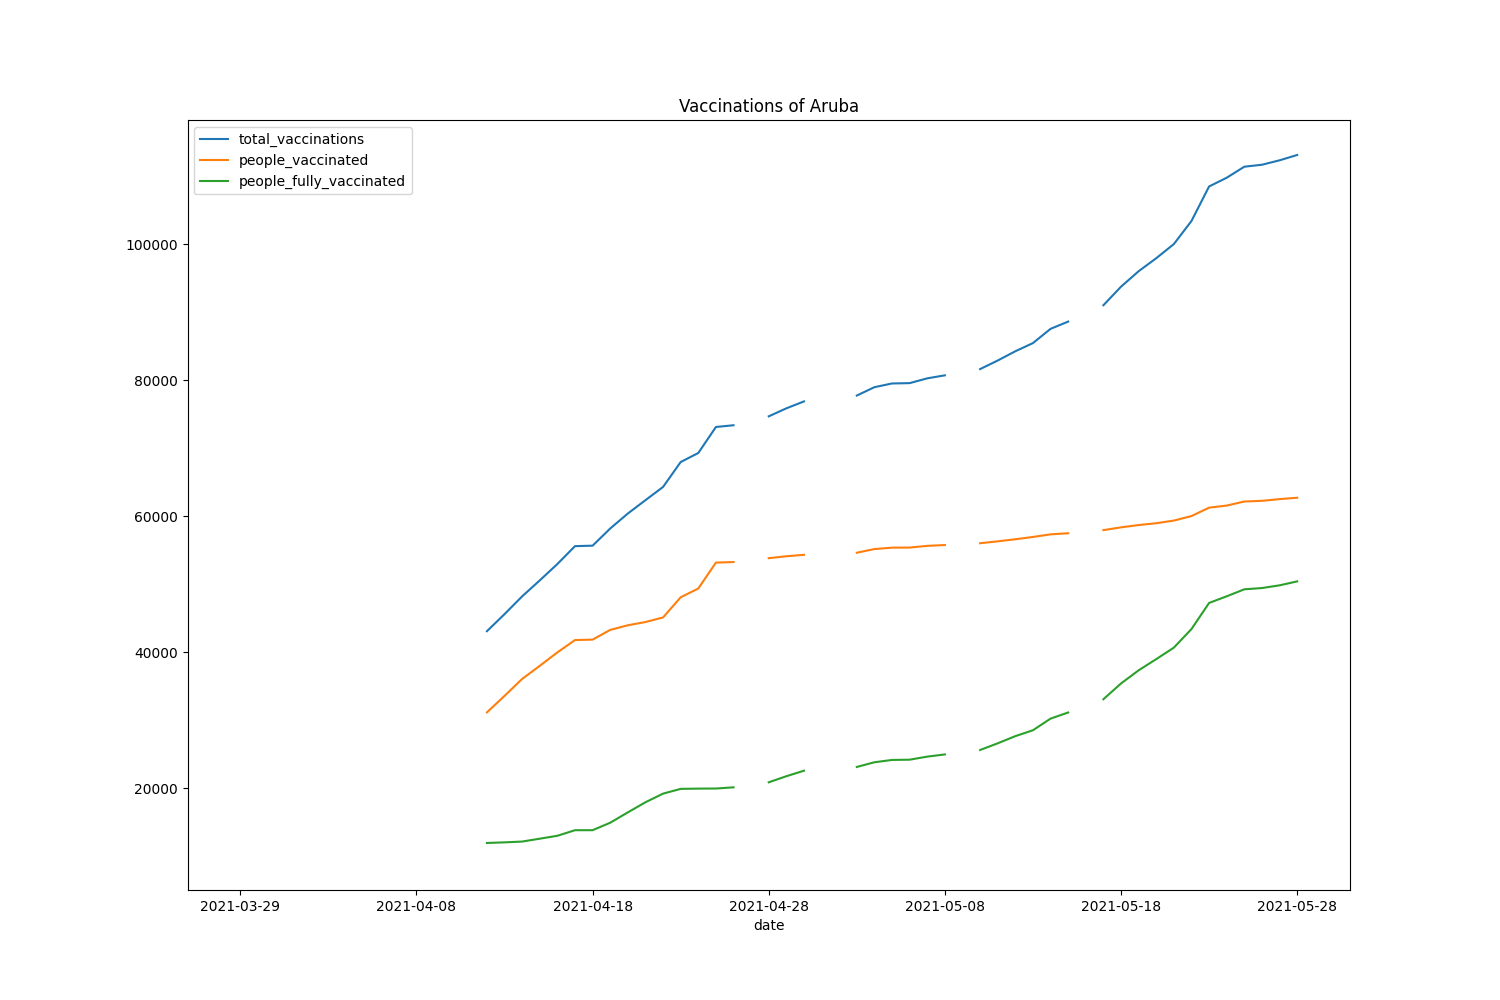 Vaccinations of Aruba
total_vaccinations
people_vaccinated
people_fully_vaccinated
100000
80000
60000
40000
20000
2021-03-29 2021-04-08 2021-04-18 2021-04-28 2021-05-08 2021-05-18 2021-05-28
date